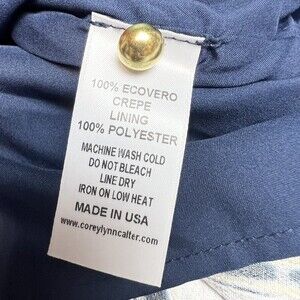 100% ECOVERO
CREPE
LINING
100% POLYESTER
MACHINE WASH COLD
DO NOT BLEACH
LINE DRY
IRON ON LOW HEAT
MADE IN USA
www.coreylynncalter.com